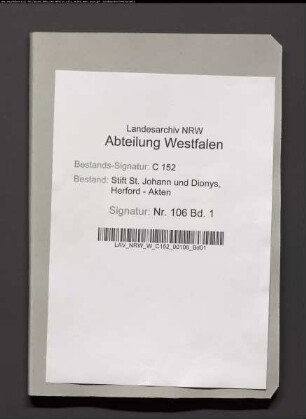 Landesarchiv NRW
Abteilung Westfalen
Bestands-Signatur: C 152
Bestand: Stift St. Johann und Dionys,
Herford - Akten
Signatur: Nr. 106 Bd. 1
LAV_NRW_W_C152_00106_Bd01